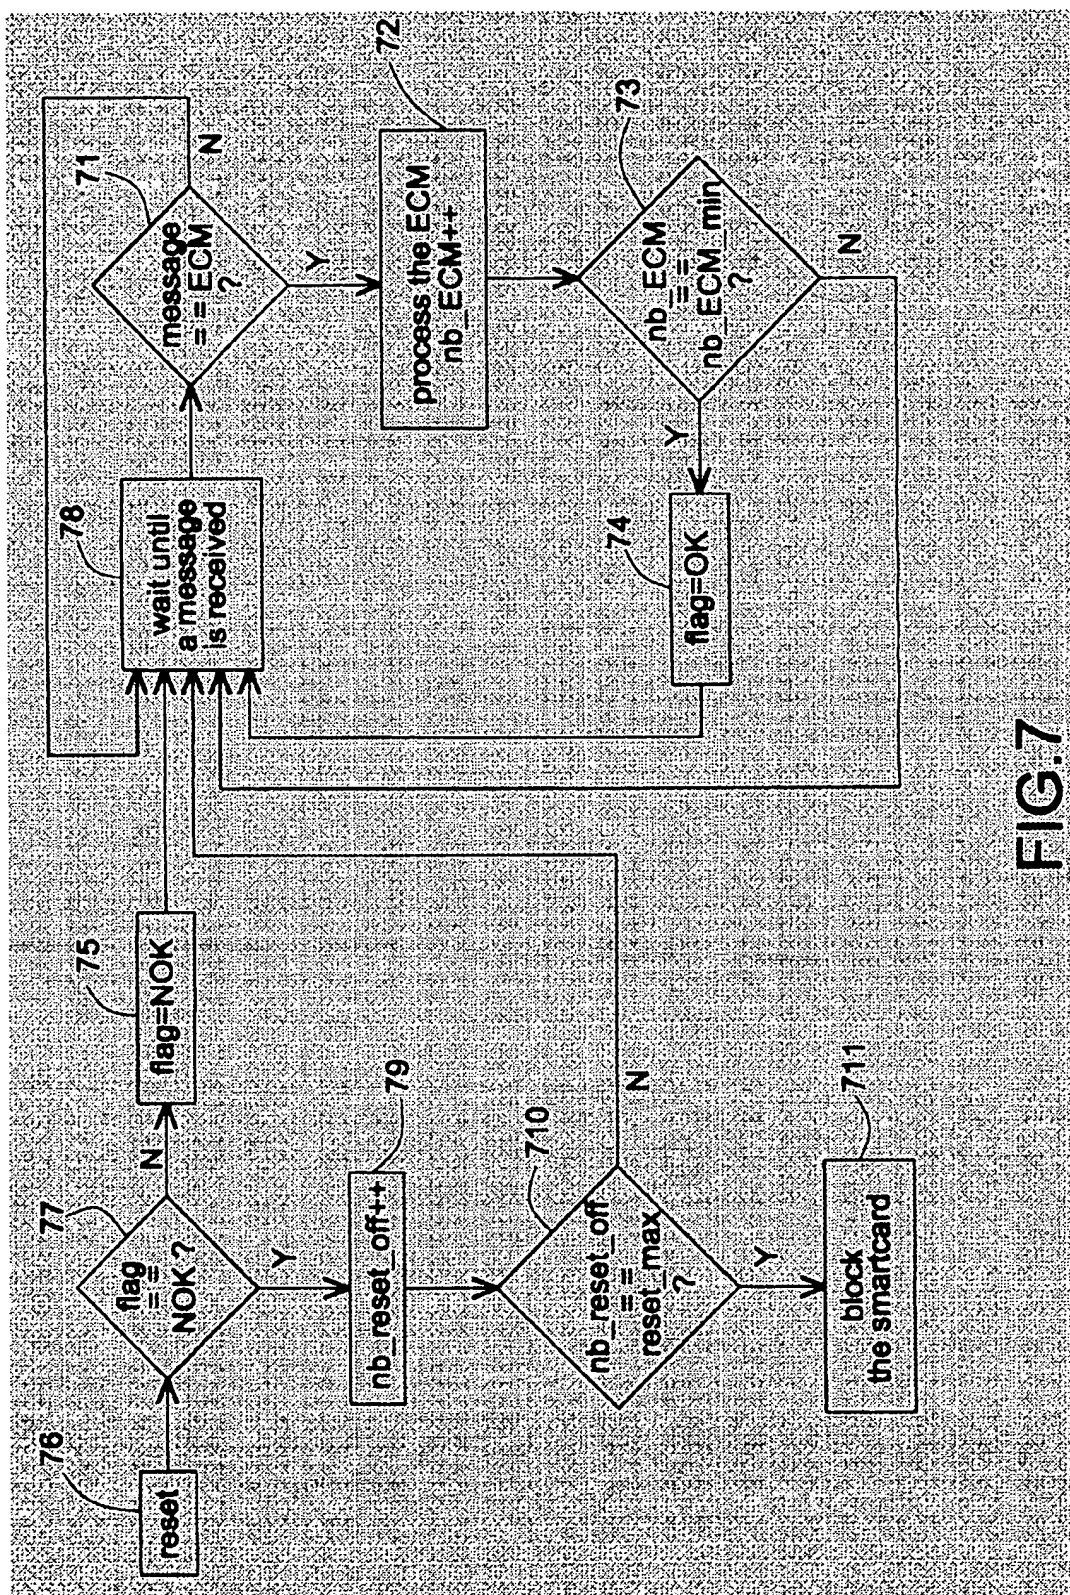 76
reset
77
flag
==
NOK ?
N
Y
75
flag=NOK
79
nb_reset_off++
710
nb_reset_off
==
reset_max
?
N
Y
711
block
the smartcard
78
wait until
a message
is received
71
message
== ECM
?
N
Y
72
process the ECM
nb_ECM++
73
nb_ECM
==
nb_ECM_min
?
Y
N
74
flag=OK
FIG.7